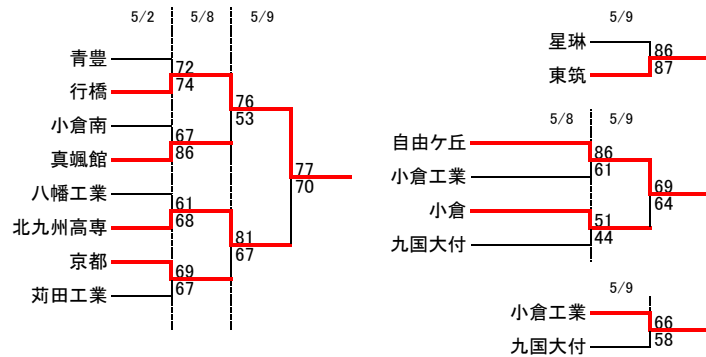 5/2 5/8 5/9
青豊
72
行橋
74
76
小倉南
53
67
真颯館
86
77
八幡工業
70
61
北九州高専
68
81
京都
67
69
苅田工業
67
5/9
星琳
86
東筑
87
5/8 5/9
自由ケ丘
86
小倉工業
61
69
小倉
64
51
九国大付
44
5/9
小倉工業
66
九国大付
58